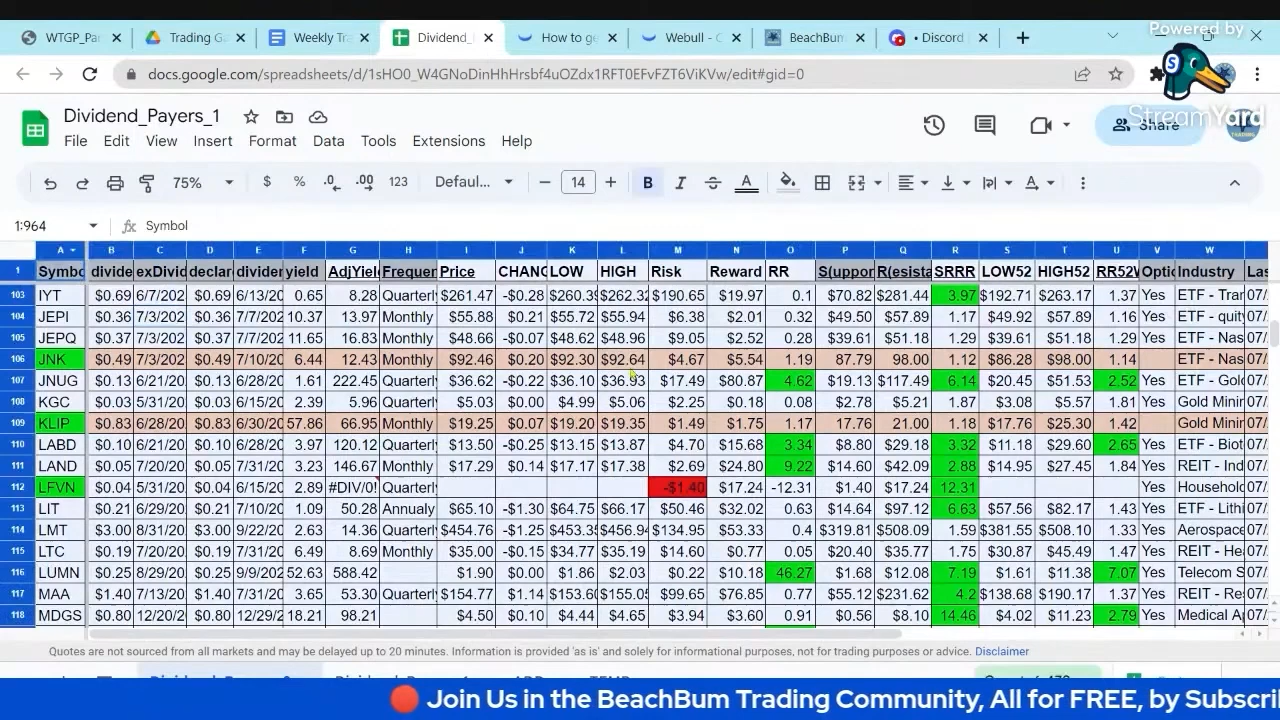 Powered by
WTGP_Pa
Trading G
Weekly Tra
Dividend_
How to ge
Webull - C
BeachBum
• Discord
docs.google.com/spreadsheets/d/1sHO0_W4GNoDinHhHrsbf4uOZdx1RFT0EFvFZT6ViKVw/edit#gid=0
StreamYard
Dividend_Payers_1
Share
File Edit View Insert Format Data Tools Extensions Help
75% $ % .0 .00 123 Defaul... − 14 + B I
1:964 fx Symbol
A B C D E F G H I J K L M N O P Q R S T U V W
1 Symbo divide exDivid declar divider yield AdjYiel Frequer Price CHANG LOW HIGH Risk Reward RR S(uppor R(esista SRRR LOW52 HIGH52 RR52W Optio Industry Las
103 IYT $0.69 6/7/202 $0.69 6/13/20 0.65 8.28 Quarterl $261.47 -$0.28 $260.39 $262.32 $190.65 $19.97 0.1 $70.82 $281.44 3.97 $192.71 $263.17 1.37 Yes ETF - Tran 07/
104 JEPI $0.36 7/3/202 $0.36 7/7/202 10.37 13.97 Monthly $55.88 $0.21 $55.72 $55.94 $6.38 $2.01 0.32 $49.50 $57.89 1.17 $49.92 $57.89 1.16 Yes ETF - quity 07/
105 JEPQ $0.37 7/3/202 $0.37 7/7/202 11.65 16.83 Monthly $48.66 -$0.07 $48.62 $48.96 $9.05 $2.52 0.28 $39.61 $51.18 1.29 $39.61 $51.18 1.29 Yes ETF - Nas 07/
106 JNK $0.49 7/3/202 $0.49 7/10/20 6.44 12.43 Monthly $92.46 $0.20 $92.30 $92.64 $4.67 $5.54 1.19 87.79 98.00 1.12 $86.28 $98.00 1.14 ETF - Nas 07/
107 JNUG $0.13 6/21/20 $0.13 6/28/20 1.61 222.45 Quarterl $36.62 -$0.22 $36.10 $36.93 $17.49 $80.87 4.62 $19.13 $117.49 6.14 $20.45 $51.53 2.52 Yes ETF - Gold 07/
108 KGC $0.03 5/31/20 $0.03 6/15/20 2.39 5.96 Quarterl $5.03 $0.00 $4.99 $5.06 $2.25 $0.18 0.08 $2.78 $5.21 1.87 $3.08 $5.57 1.81 Yes Gold Minin 07/
109 KLIP $0.83 6/28/20 $0.83 6/30/20 57.86 66.95 Monthly $19.25 $0.07 $19.20 $19.35 $1.49 $1.75 1.17 17.76 21.00 1.18 $17.76 $25.30 1.42 Gold Minin 07/
110 LABD $0.10 6/21/20 $0.10 6/28/20 3.97 120.12 Quarterl $13.50 -$0.25 $13.15 $13.87 $4.70 $15.68 3.34 $8.80 $29.18 3.32 $11.18 $29.60 2.65 Yes ETF - Biot 07/
111 LAND $0.05 7/20/20 $0.05 7/31/20 3.23 146.67 Monthly $17.29 $0.14 $17.17 $17.38 $2.69 $24.80 9.22 $14.60 $42.09 2.88 $14.95 $27.45 1.84 Yes REIT - Ind 07/
112 LFVN $0.04 5/31/20 $0.04 6/15/20 2.89 #DIV/0! Quarterl -$1.40 $17.24 -12.31 $1.40 $17.24 12.31 Yes Househol 07/
113 LIT $0.21 6/29/20 $0.21 7/10/20 1.09 50.28 Annualy $65.10 -$1.30 $64.75 $66.17 $50.46 $32.02 0.63 $14.64 $97.12 6.63 $57.56 $82.17 1.43 Yes ETF - Lithi 07/
114 LMT $3.00 8/31/20 $3.00 9/22/20 2.63 14.36 Quarterl $454.76 -$1.25 $453.35 $456.94 $134.95 $53.33 0.4 $319.81 $508.09 1.59 $381.55 $508.10 1.33 Yes Aerospace 07/
115 LTC $0.19 7/20/20 $0.19 7/31/20 6.49 8.69 Monthly $35.00 -$0.15 $34.77 $35.19 $14.60 $0.77 0.05 $20.40 $35.77 1.75 $30.87 $45.49 1.47 Yes REIT - Hea 07/
116 LUMN $0.25 8/29/20 $0.25 9/9/202 52.63 588.42 $1.90 $0.00 $1.86 $2.03 $0.22 $10.18 46.27 $1.68 $12.08 7.19 $1.61 $11.38 7.07 Yes Telecom S 07/
117 MAA $1.40 7/13/20 $1.40 7/31/20 3.65 53.30 Quarterl $154.77 $1.14 $153.60 $155.05 $99.65 $76.85 0.77 $55.12 $231.62 4.2 $138.68 $190.17 1.37 Yes REIT - Res 07/
118 MDGS $0.80 12/20/2 $0.80 12/29/2 18.21 98.21 $4.50 $0.10 $4.44 $4.65 $3.94 $3.60 0.91 $0.56 $8.10 14.46 $4.02 $11.23 2.79 Yes Medical Ap 07/
Quotes are not sourced from all markets and may be delayed up to 20 minutes. Information is provided 'as is' and solely for informational purposes, not for trading purposes or advice. Disclaimer
Join Us in the BeachBum Trading Community, All for FREE, by Subscri